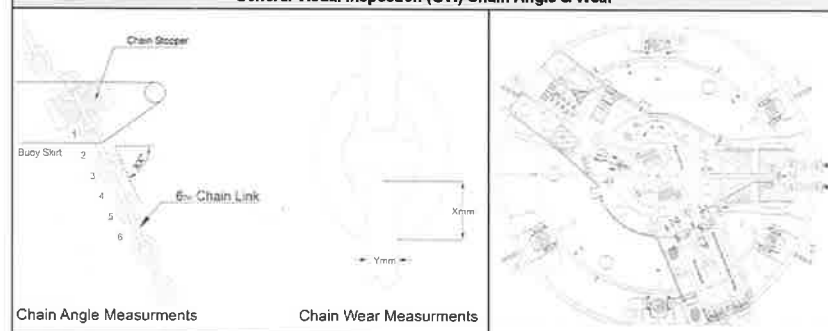 General Visual Inspection (GVI) Chain Angle & Wear
Chain Stopper
1
Buoy Skirt
2
3
4
6th Chain Link
5
6
Xmm
Ymm
Chain Angle Measurments
Chain Wear Measurments